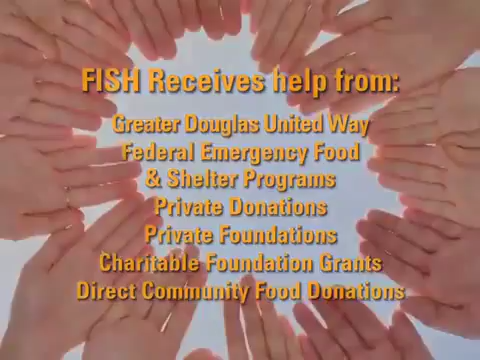 FISH Receives help from:
Greater Douglas United Way
Federal Emergency Food
& Shelter Programs
Private Donations
Private Foundations
Charitable Foundation Grants
Direct Community Food Donations